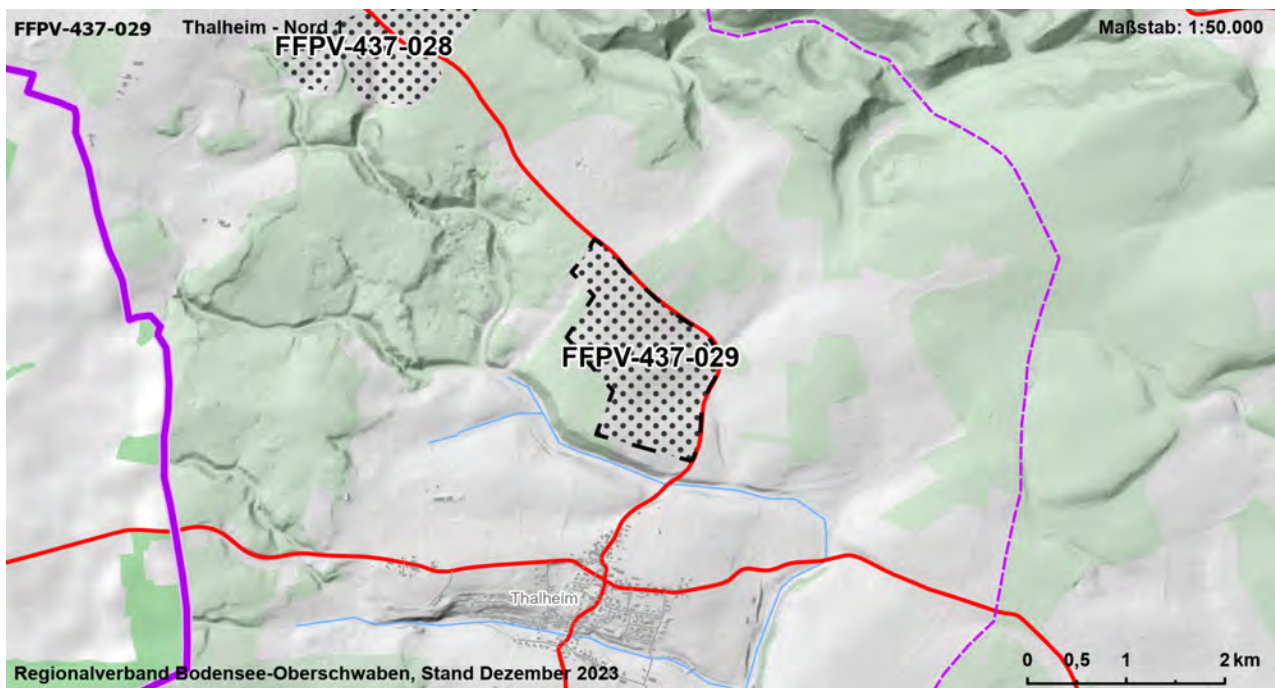 FFPV-437-029 Thalheim - Nord 1 Maßstab: 1:50.000
FFPV-437-028
FFPV-437-029
Thalheim
0 0,5 1 2 km
Regionalverband Bodensee-Oberschwaben, Stand Dezember 2023